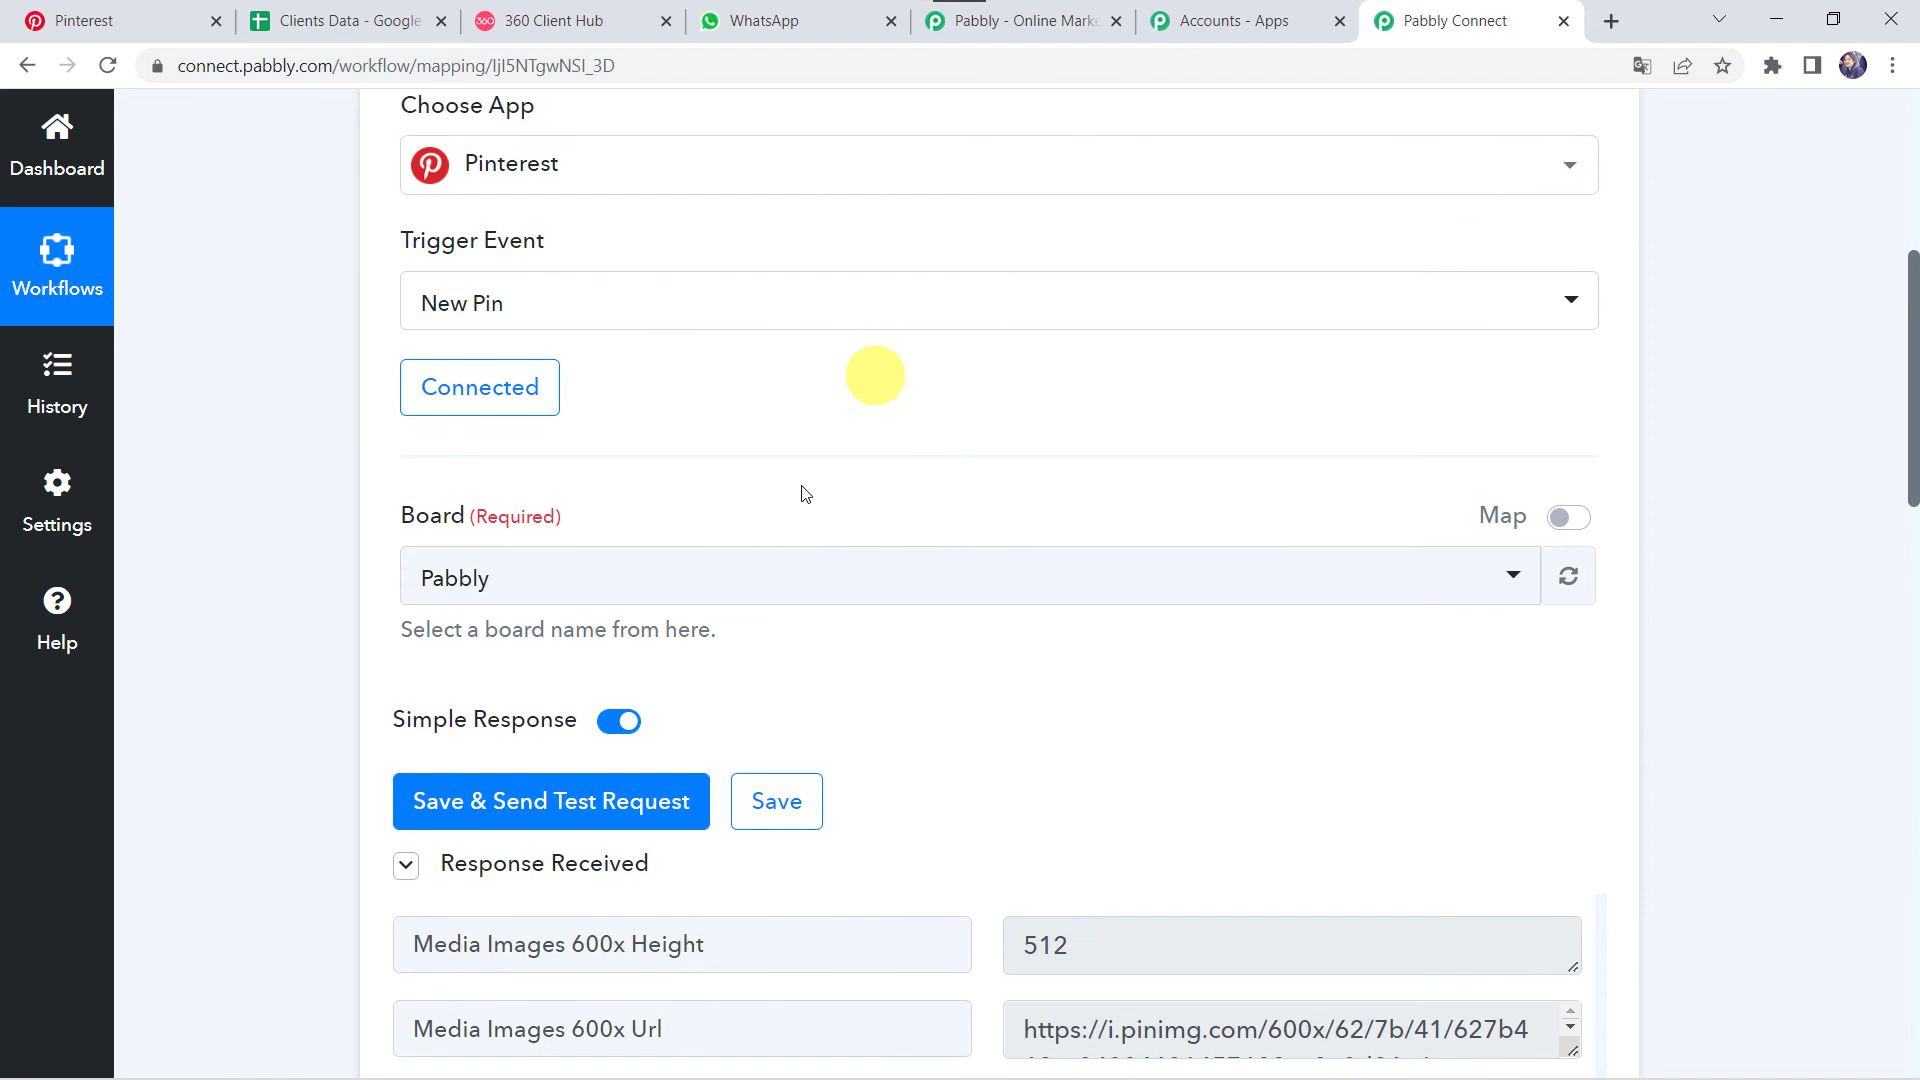 Pinterest
Clients Data - Google
360 Client Hub
WhatsApp
Pabbly - Online Marke
Accounts - Apps
Pabbly Connect
connect.pabbly.com/workflow/mapping/IjI5NTgwNSI_3D
Dashboard
Workflows
History
Settings
Help
Choose App
Pinterest
Trigger Event
New Pin
Connected
Board (Required)
Map
Pabbly
Select a board name from here.
Simple Response
Save & Send Test Request
Save
Response Received
Media Images 600x Height
512
Media Images 600x Url
https://i.pinimg.com/600x/62/7b/41/627b4